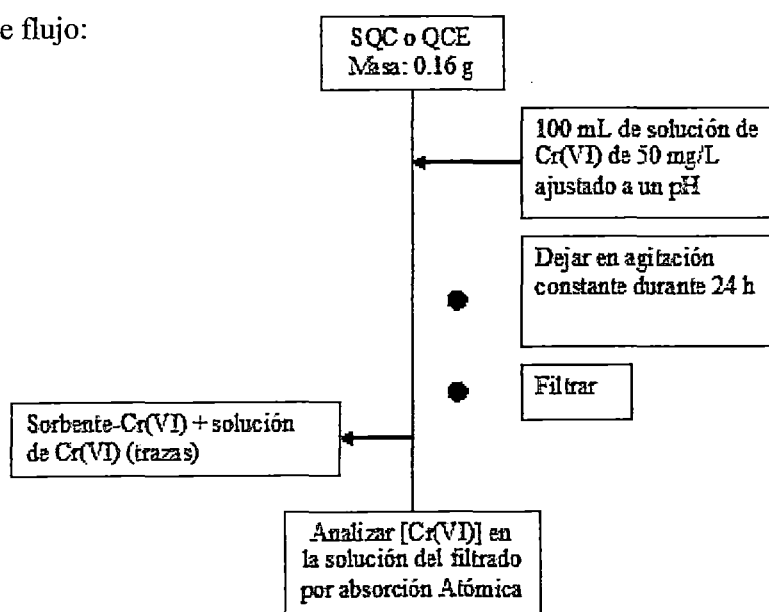 e flujo:
SQC o QCE
Masa: 0.16 g
100 mL de solución de
Cr(VI) de 50 mg/L
ajustado a un pH
Dejar en agitación
constante durante 24 h
Filtrar
Sorbente-Cr(VI) + solución
de Cr(VI) (trazas)
Analizar [Cr(VI)] en
la solución del filtrado
por absorción Atómica